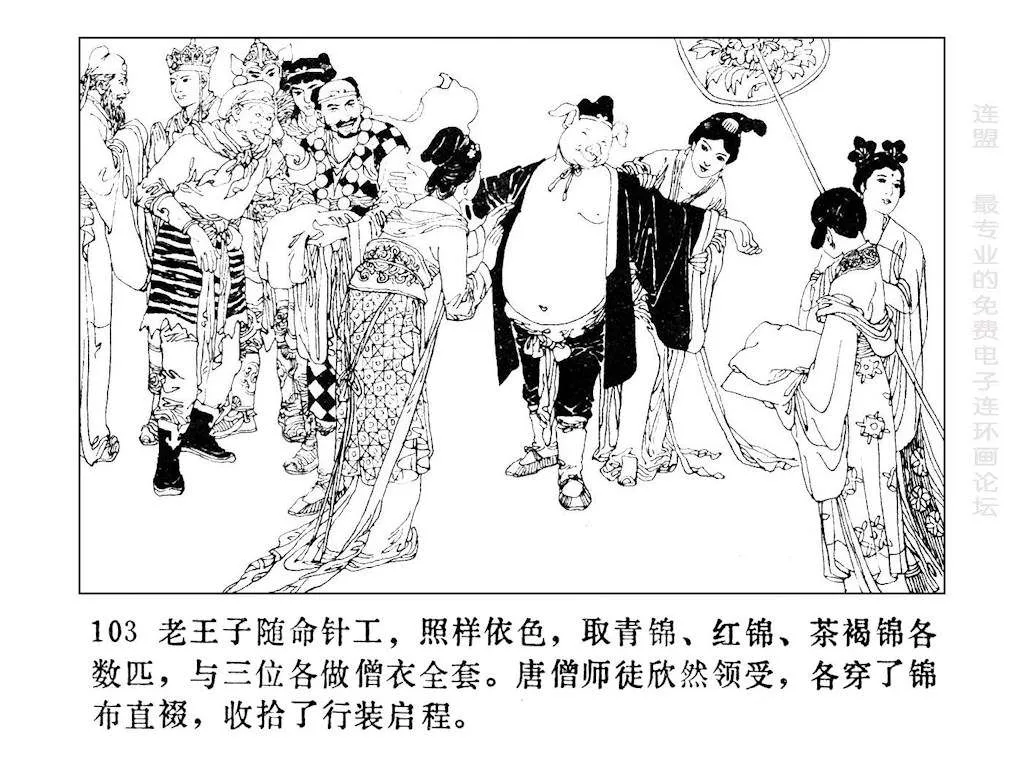 103 老王子随命针工，照样依色，取青锦、红锦、茶褐锦各
数匹，与三位各做僧衣全套。唐僧师徒欣然领受，各穿了锦
布直裰，收拾了行装启程。
连盟 最专业的免费电子连环画论坛